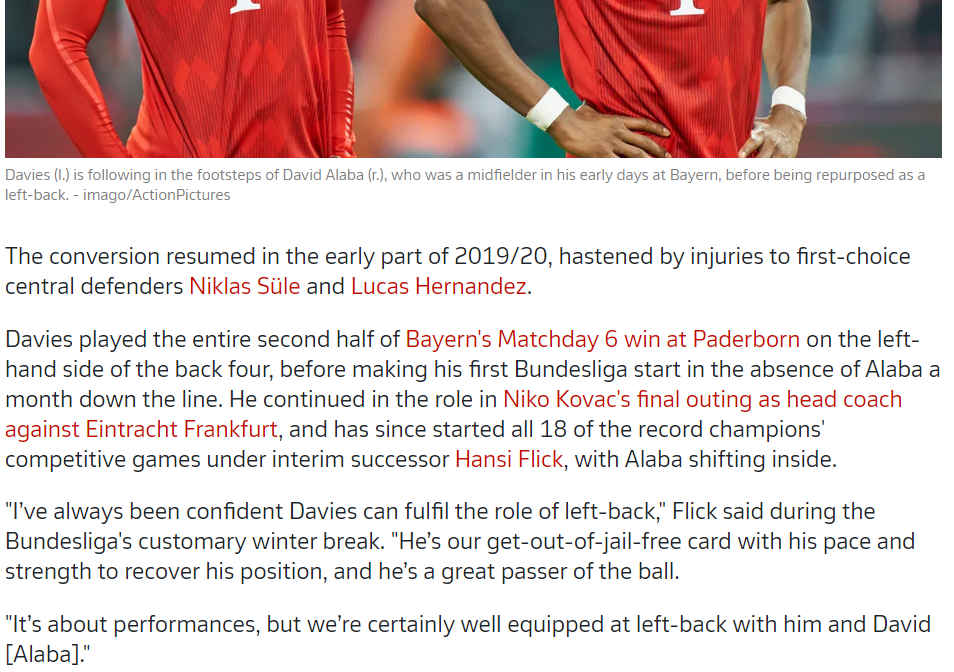 Davies (l.) is following in the footsteps of David Alaba (r.), who was a midfielder in his early days at Bayern, before being repurposed as a
left-back. - imago/ActionPictures
The conversion resumed in the early part of 2019/20, hastened by injuries to first-choice
central defenders Niklas Süle and Lucas Hernandez.
Davies played the entire second half of Bayern's Matchday 6 win at Paderborn on the left-
hand side of the back four, before making his first Bundesliga start in the absence of Alaba a
month down the line. He continued in the role in Niko Kovac's final outing as head coach
against Eintracht Frankfurt, and has since started all 18 of the record champions'
competitive games under interim successor Hansi Flick, with Alaba shifting inside.
"I’ve always been confident Davies can fulfil the role of left-back," Flick said during the
Bundesliga's customary winter break. "He’s our get-out-of-jail-free card with his pace and
strength to recover his position, and he’s a great passer of the ball.
"It’s about performances, but we’re certainly well equipped at left-back with him and David
[Alaba]."